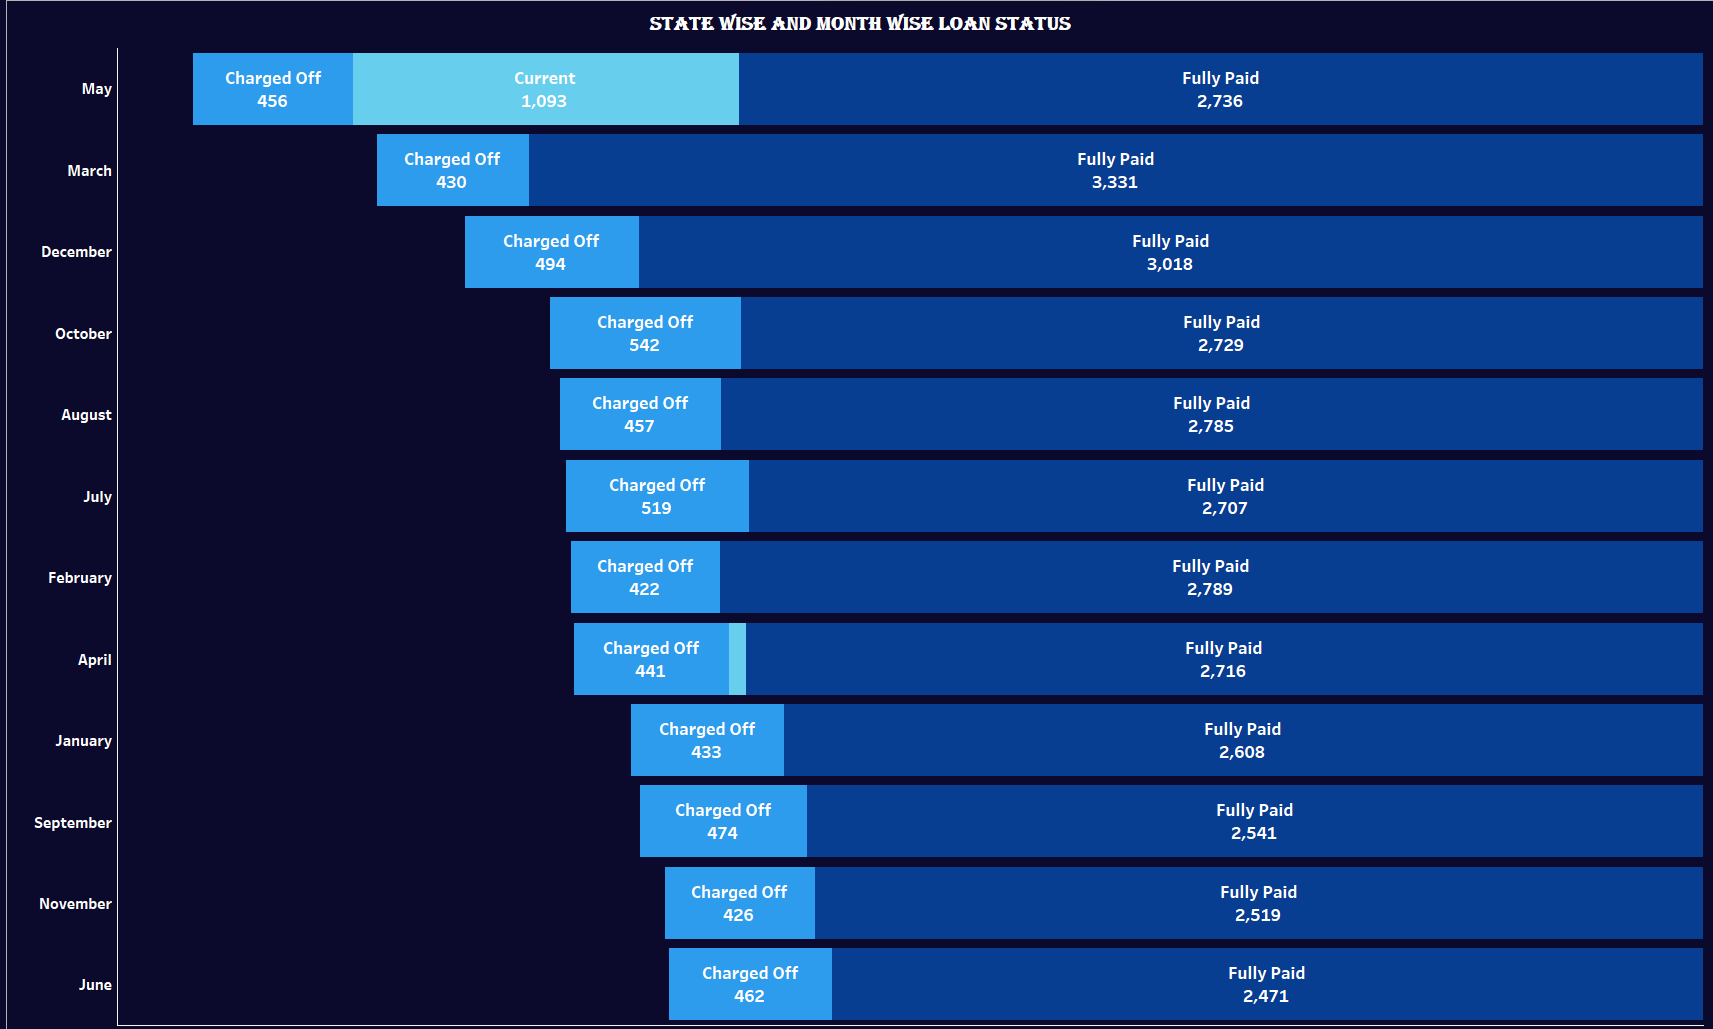 STATE WISE AND MONTH WISE LOAN STATUS
May
Charged Off
456
Current
1,093
Fully Paid
2,736
March
Charged Off
430
Fully Paid
3,331
December
Charged Off
494
Fully Paid
3,018
October
Charged Off
542
Fully Paid
2,729
August
Charged Off
457
Fully Paid
2,785
July
Charged Off
519
Fully Paid
2,707
February
Charged Off
422
Fully Paid
2,789
April
Charged Off
441
Fully Paid
2,716
January
Charged Off
433
Fully Paid
2,608
September
Charged Off
474
Fully Paid
2,541
November
Charged Off
426
Fully Paid
2,519
June
Charged Off
462
Fully Paid
2,471